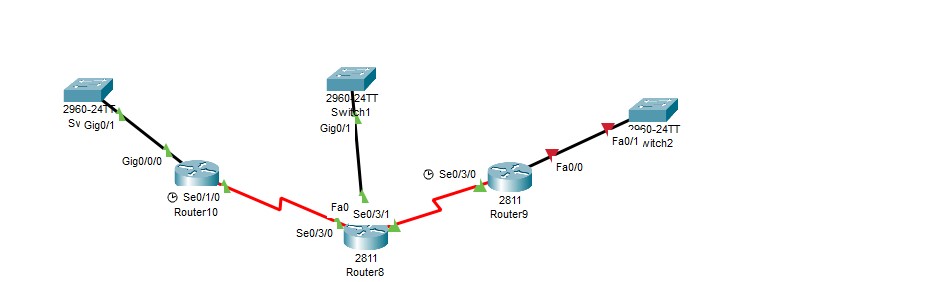 2960-24TT
Sv
Gig0/1
Gig0/0/0
Se0/1/0
Router10
2960-24TT
Switch1
Gig0/1
Fa0
Se0/3/1
Se0/3/0
2811
Router8
Se0/3/0
2811
Router9
Fa0/0
2960-24TT
Fa0/1
witch2